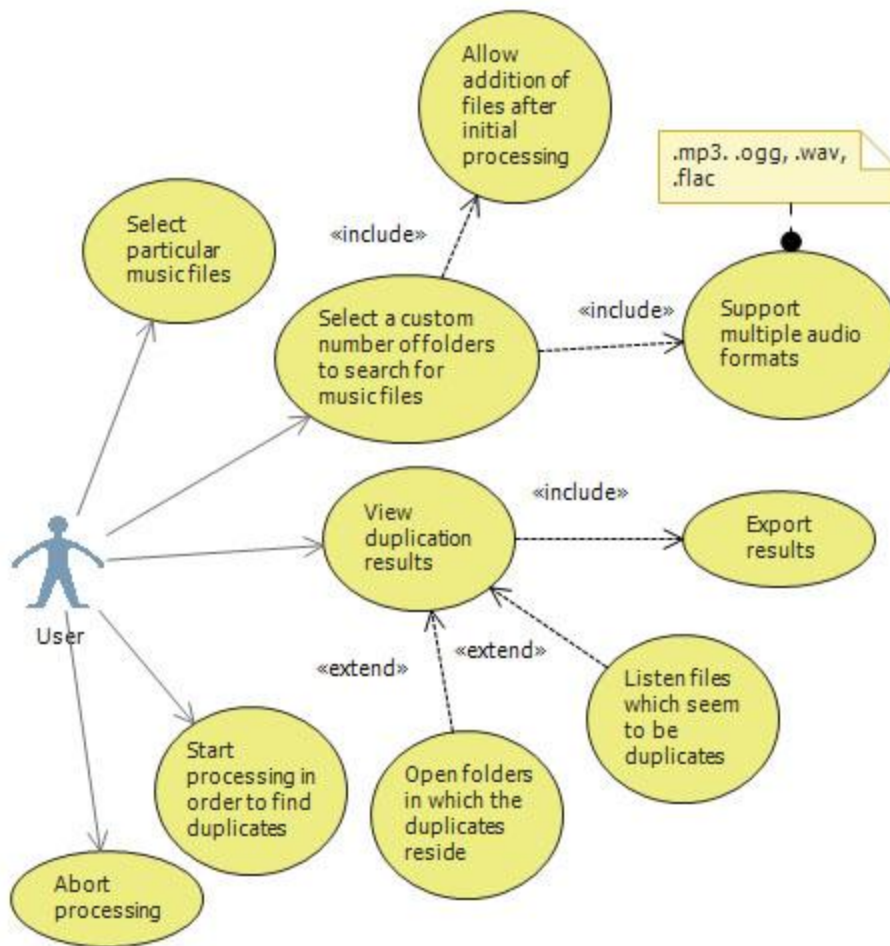 Allow
addition of
files after
initial
processing
.mp3. .ogg, .wav,
.flac
Select
particular
music files
«include»
Select a custom
number of folders
to search for
music files
«include»
Support
multiple audio
formats
View
duplication
results
«include»
Export
results
User
«extend»
«extend»
Listen files
which seem
to be
duplicates
Start
processing in
order to find
duplicates
Open folders
in which the
duplicates
reside
Abort
processing